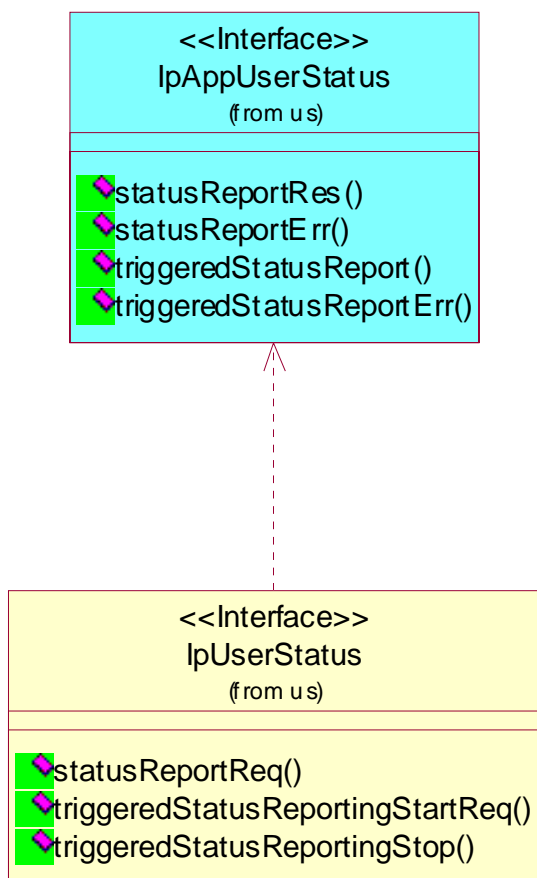 <<Interface>>
IpAppUserStatus
(from us)
statusReportRes()
statusReportErr()
triggeredStatusReport()
triggeredStatusReportErr()
<<Interface>>
IpUserStatus
(from us)
statusReportReq()
triggeredStatusReportingStartReq()
triggeredStatusReportingStop()